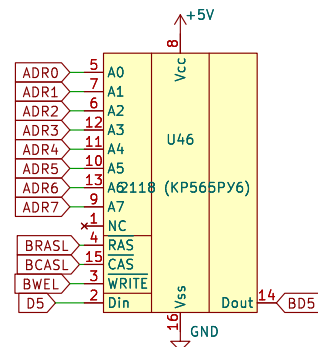 +5V
8
Vcc
ADR0 5 A0
ADR1 7 A1
ADR2 6 A2
ADR3 12 A3
ADR4 11 A4
ADR5 10 A5
ADR6 13 A6
ADR7 9 A7
1 NC
BRASL 4 RAS
BCASL 15 CAS
BWEL 3 WRITE
D5 2 Din
U46
2118 (КР565РУ6)
Dout 14 BD5
Vss
16
GND